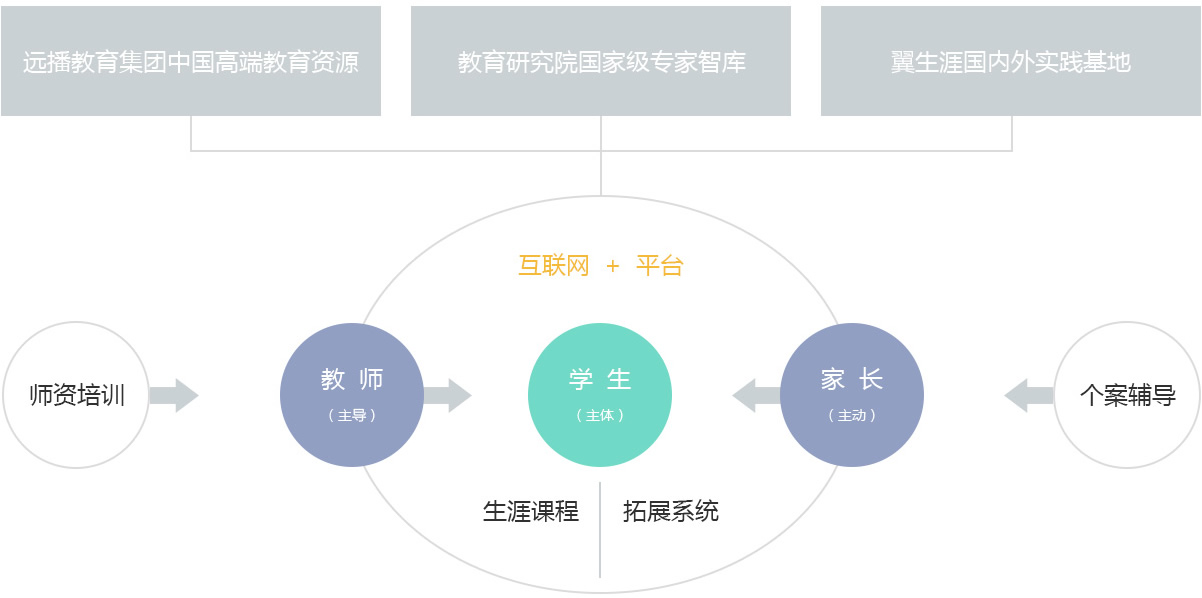 远播教育集团中国高端教育资源
教育研究院国家级专家智库
翼生涯国内外实践基地
互联网 + 平台
师资培训
教 师
（主导）
学 生
（主体）
家 长
（主动）
个案辅导
生涯课程
拓展系统